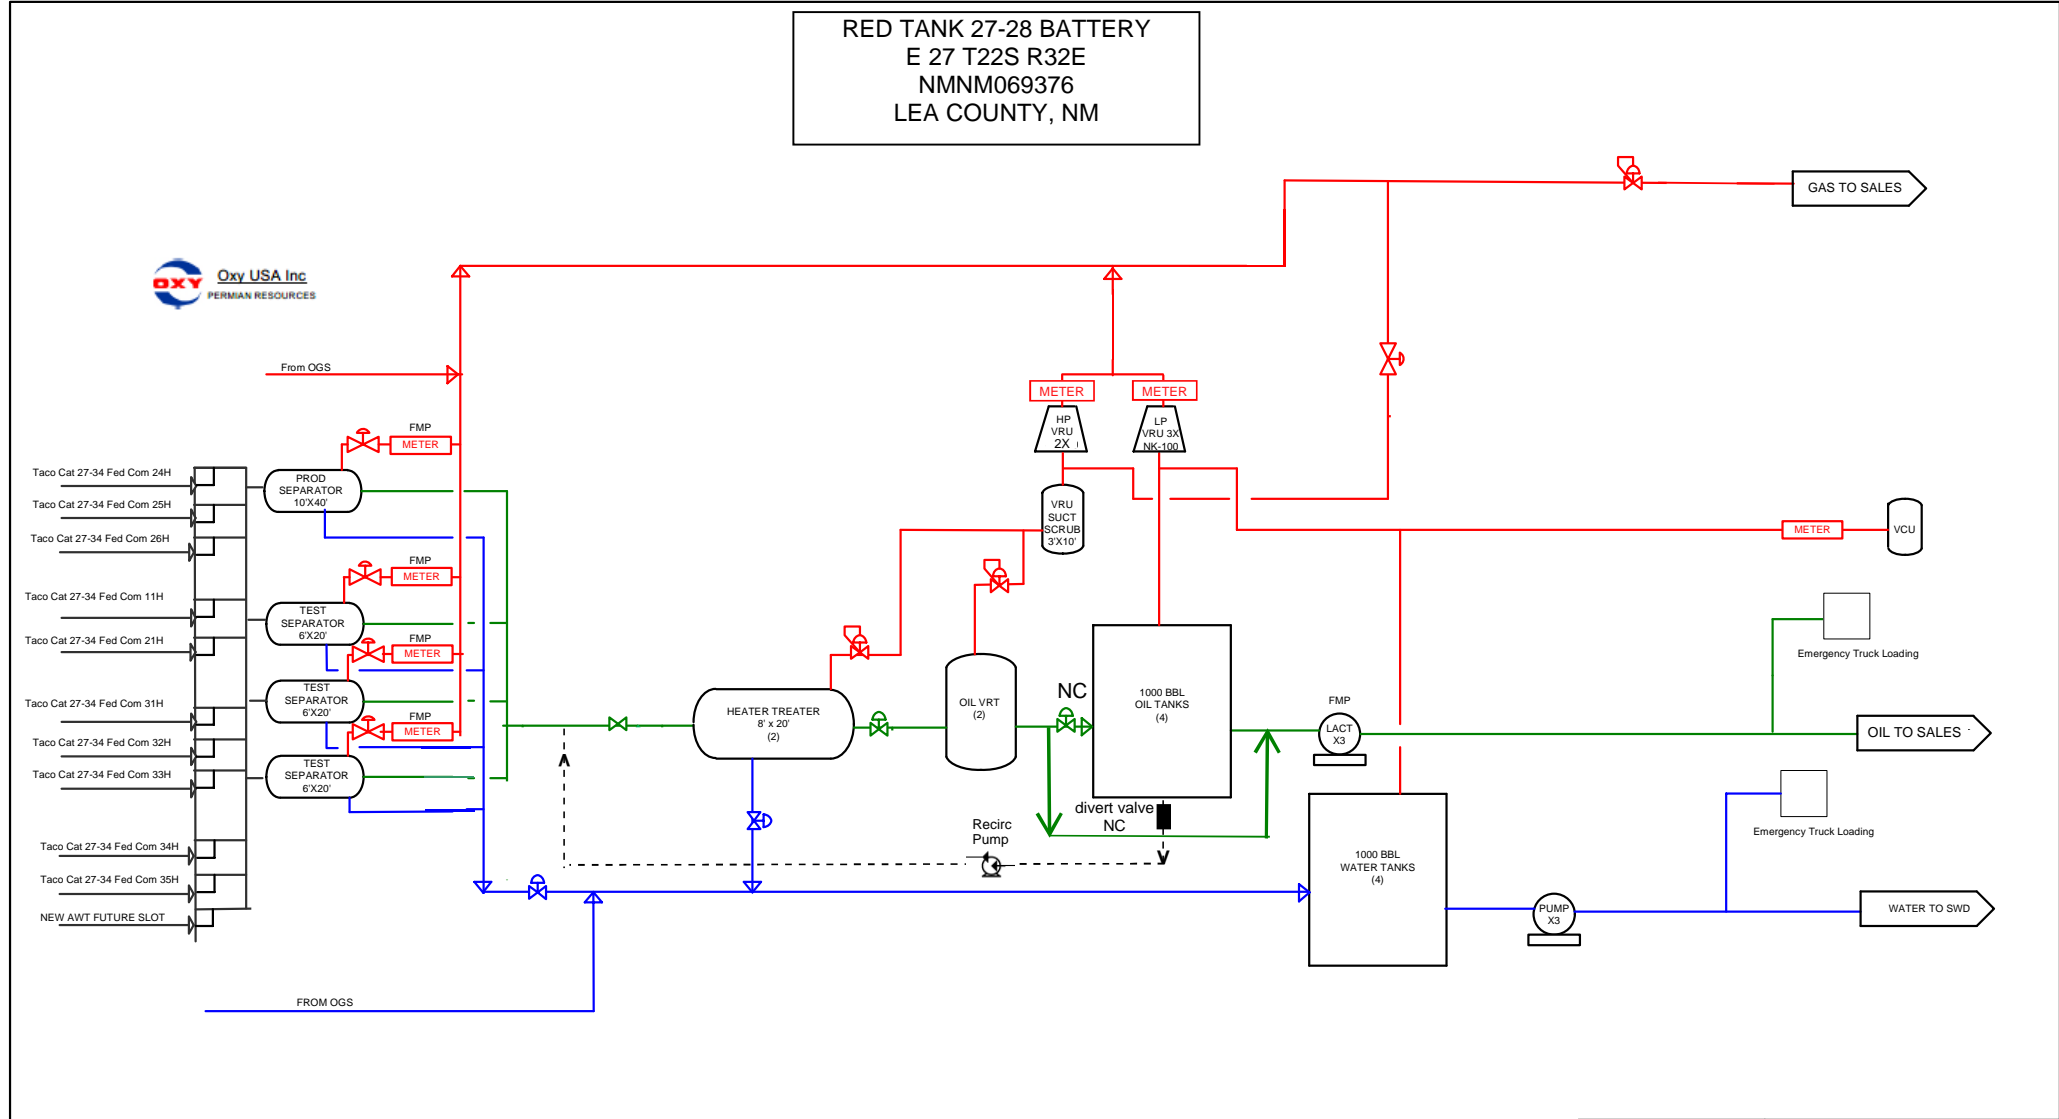 RED TANK 27-28 BATTERY
E 27 T22S R32E
NMNM069376
LEA COUNTY, NM
GAS TO SALES
OXY
Oxy USA Inc
PERMIAN RESOURCES
From OGS
METER
METER
HP
VRU
2X
LP
VRU 3X
NK-100
FMP
METER
Taco Cat 27-34 Fed Com 24H
Taco Cat 27-34 Fed Com 25H
Taco Cat 27-34 Fed Com 26H
PROD
SEPARATOR
10'X40'
VRU
SUCT
SCRUB
3'X10'
METER
VCU
FMP
METER
Taco Cat 27-34 Fed Com 11H
Taco Cat 27-34 Fed Com 21H
TEST
SEPARATOR
6'X20'
FMP
METER
Emergency Truck Loading
Taco Cat 27-34 Fed Com 31H
Taco Cat 27-34 Fed Com 32H
Taco Cat 27-34 Fed Com 33H
TEST
SEPARATOR
6'X20'
FMP
METER
TEST
SEPARATOR
6'X20'
HEATER TREATER
8' x 20'
(2)
OIL VRT
(2)
NC
1000 BBL
OIL TANKS
(4)
FMP
LACT
X3
OIL TO SALES
divert valve
NC
Recirc
Pump
Emergency Truck Loading
Taco Cat 27-34 Fed Com 34H
Taco Cat 27-34 Fed Com 35H
NEW AWT FUTURE SLOT
1000 BBL
WATER TANKS
(4)
PUMP
X3
WATER TO SWD
FROM OGS